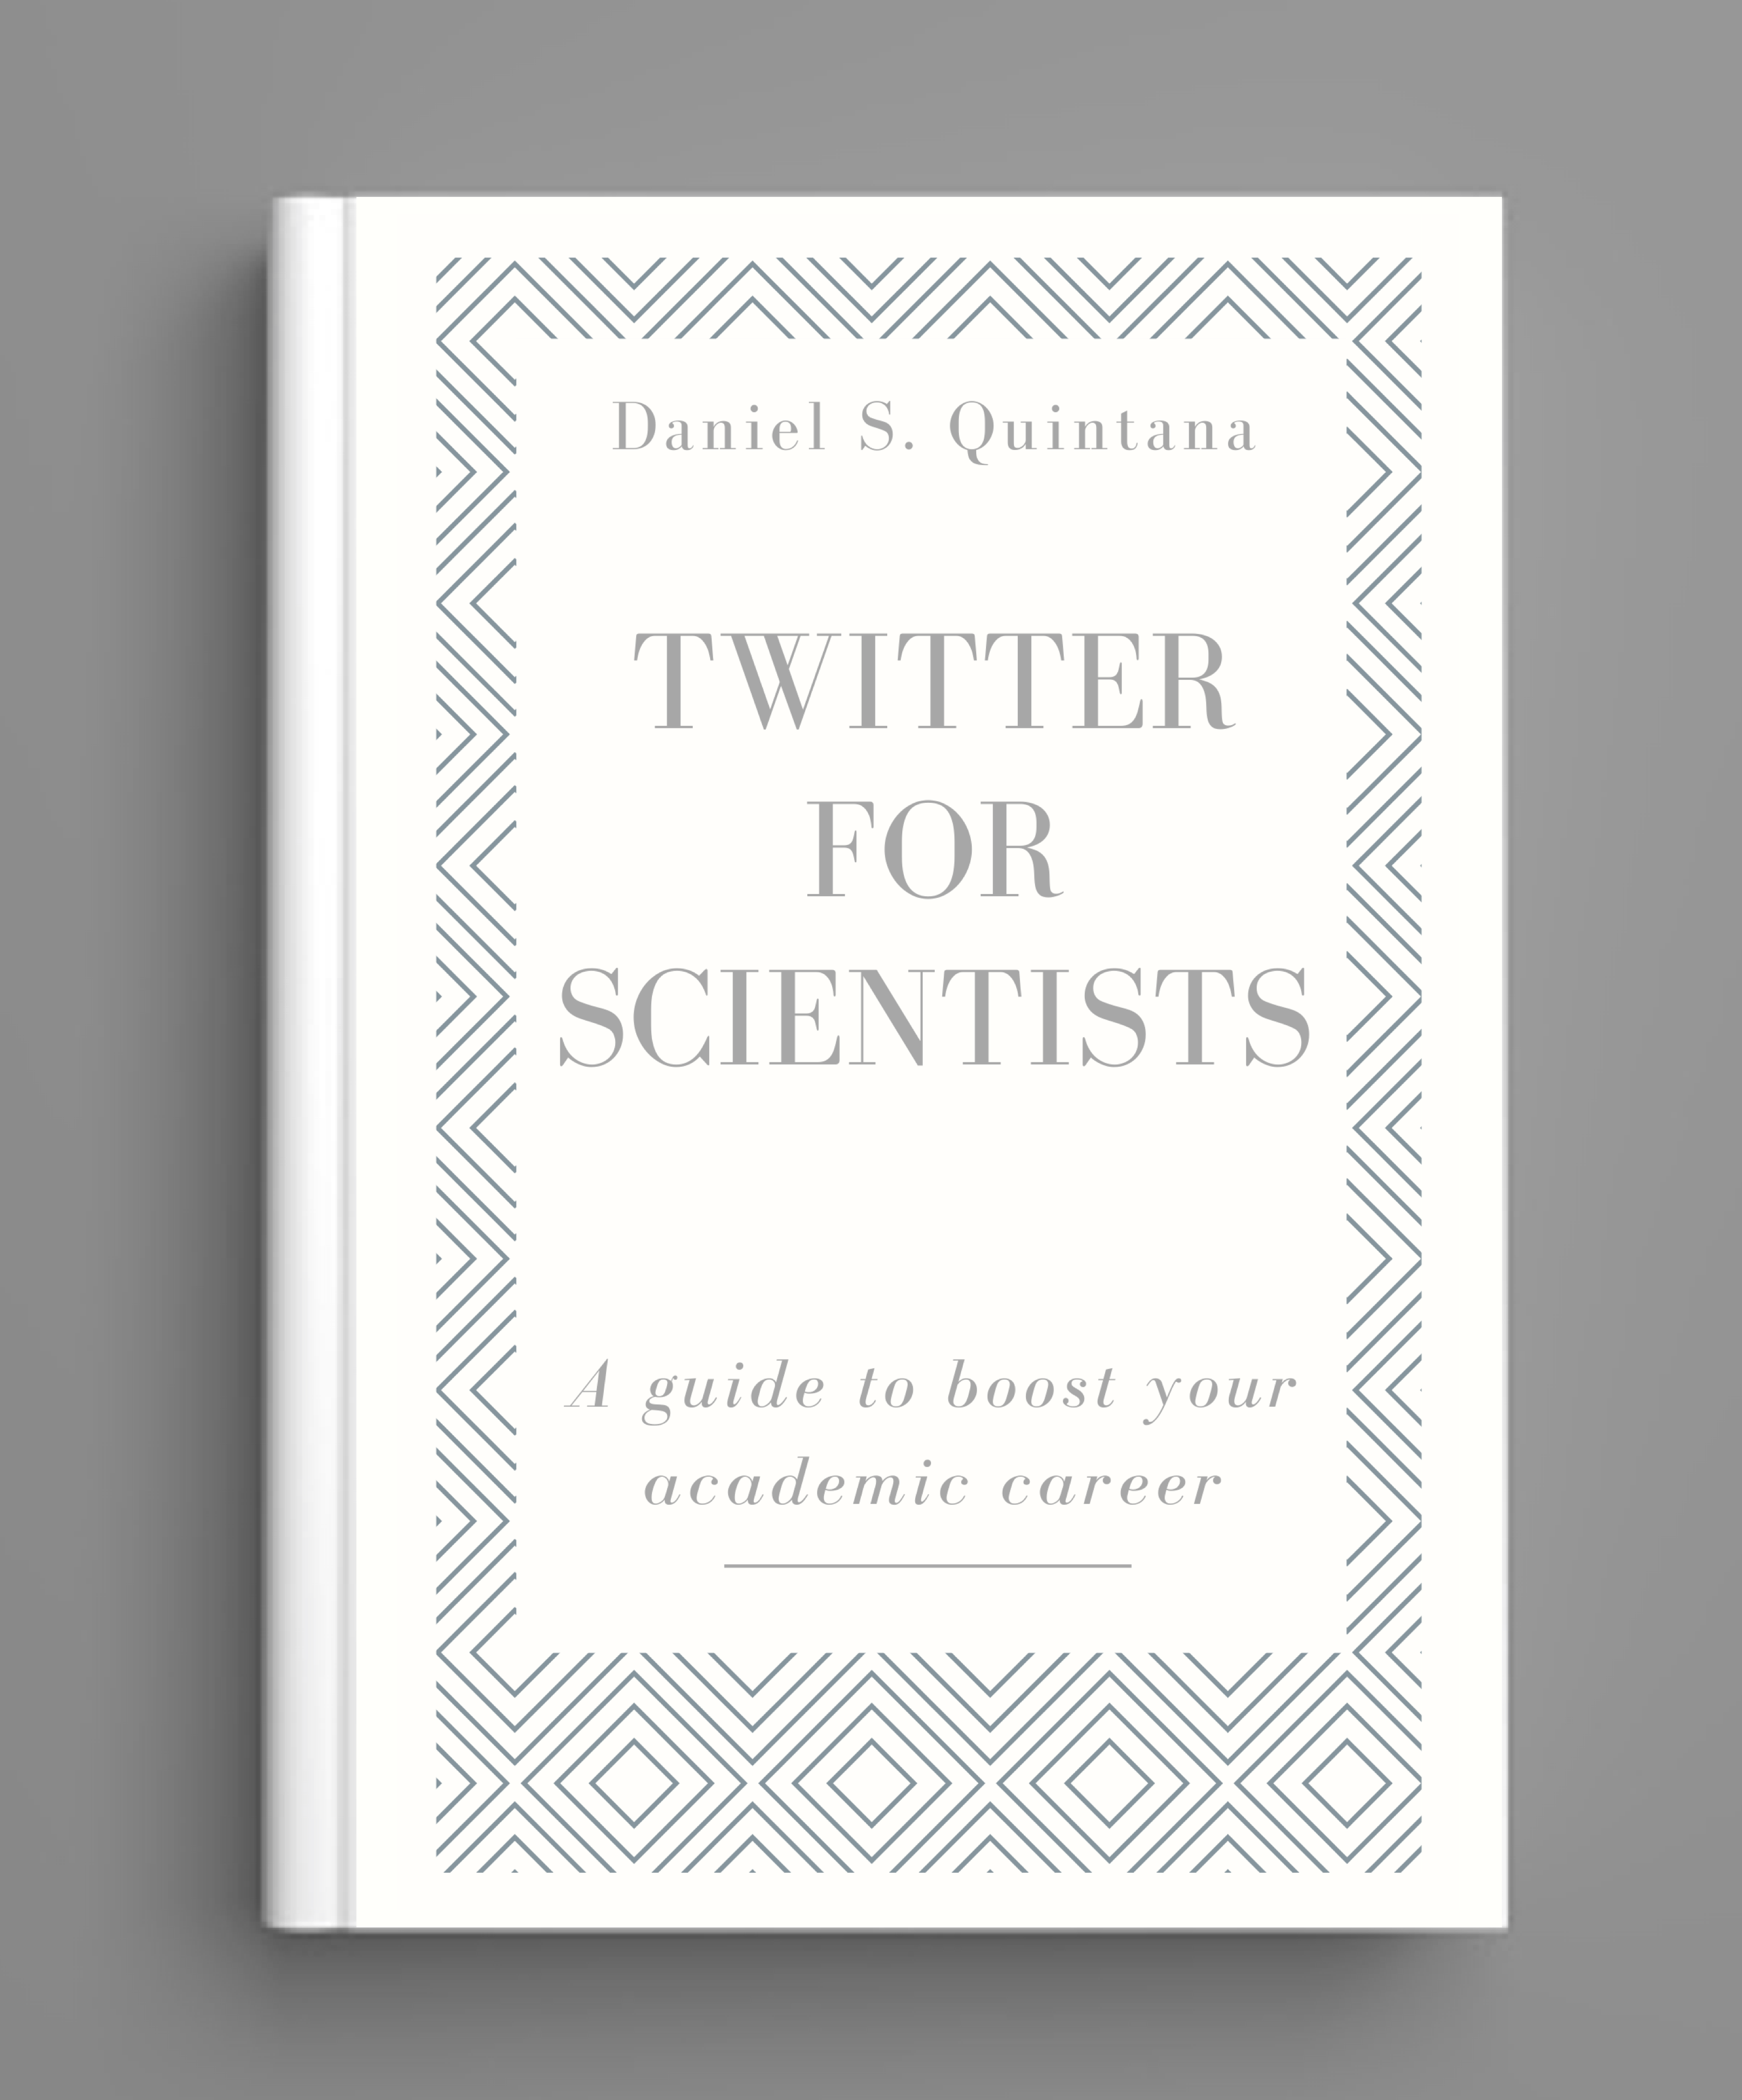 Daniel S. Quintana
TWITTER
FOR
SCIENTISTS
A guide to boost your
academic career